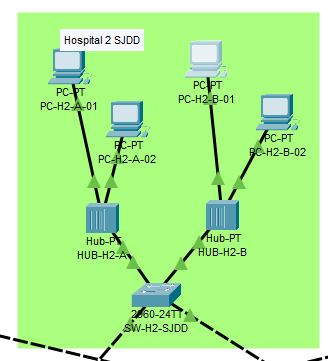 Hospital 2 SJDD
PC-PT
PC-H2-A-01
PC-PT
PC-H2-B-01
PC-PT
PC-H2-A-02
PC-PT
PC-H2-B-02
Hub-PT
HUB-H2-A
Hub-PT
HUB-H2-B
2960-24TT
SW-H2-SJDD